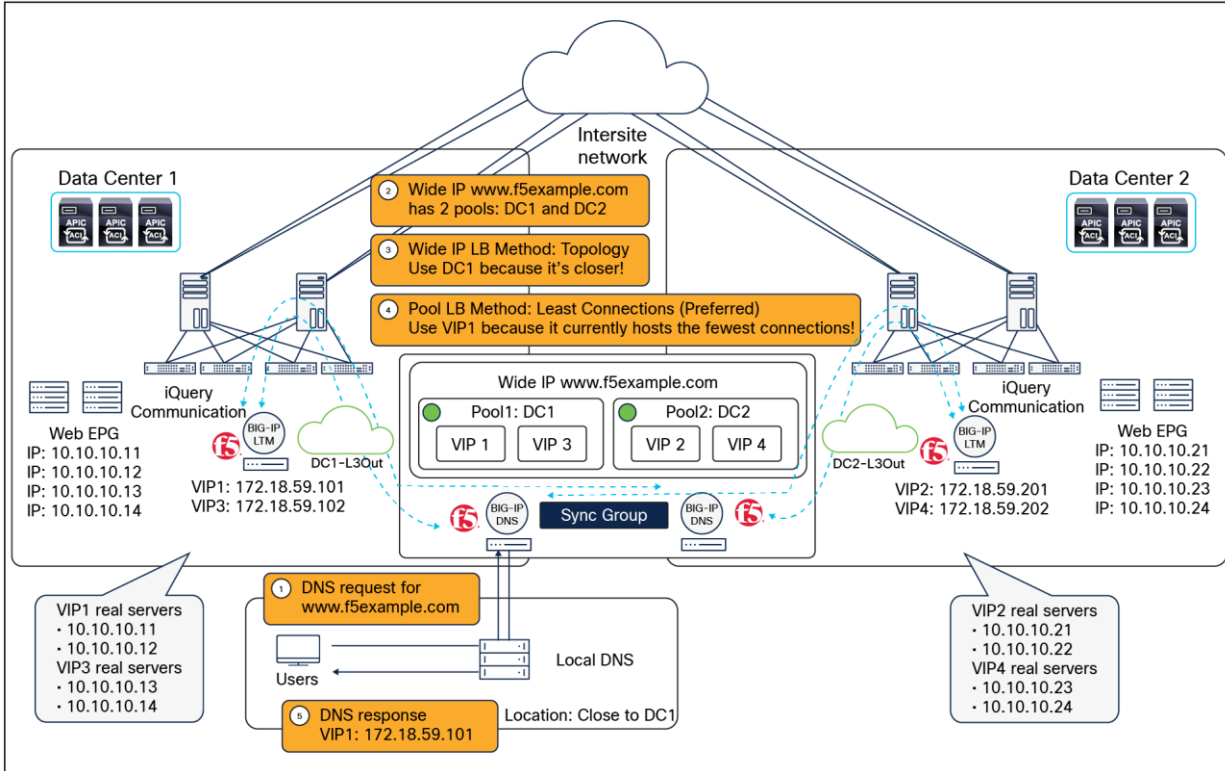 Intersite
network
Data Center 1
APIC
ACI
APIC
ACI
APIC
ACI
Data Center 2
APIC
ACI
APIC
ACI
APIC
ACI
2
Wide IP www.f5example.com
has 2 pools: DC1 and DC2
3
Wide IP LB Method: Topology
Use DC1 because it's closer!
4
Pool LB Method: Least Connections (Preferred)
Use VIP1 because it currently hosts the fewest connections!
Wide IP www.f5example.com
Pool1: DC1
VIP 1
VIP 3
Pool2: DC2
VIP 2
VIP 4
iQuery
Communication
Web EPG
IP: 10.10.10.11
IP: 10.10.10.12
IP: 10.10.10.13
IP: 10.10.10.14
f5
BIG-IP
LTM
VIP1: 172.18.59.101
VIP3: 172.18.59.102
DC1-L3Out
DC2-L3Out
iQuery
Communication
f5
BIG-IP
LTM
VIP2: 172.18.59.201
VIP4: 172.18.59.202
Web EPG
IP: 10.10.10.21
IP: 10.10.10.22
IP: 10.10.10.23
IP: 10.10.10.24
f5
BIG-IP
DNS
Sync Group
BIG-IP
DNS
f5
1
DNS request for
www.f5example.com
Users
Local DNS
5
DNS response
VIP1: 172.18.59.101
Location: Close to DC1
VIP1 real servers
• 10.10.10.11
• 10.10.10.12
VIP3 real servers
• 10.10.10.13
• 10.10.10.14
VIP2 real servers
• 10.10.10.21
• 10.10.10.22
VIP4 real servers
• 10.10.10.23
• 10.10.10.24